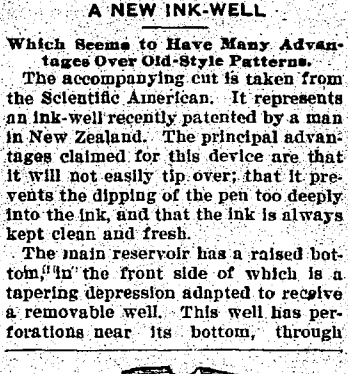 A NEW INK-WELL
Which Seems to Have Many Advan-
tages Over Old-Style Patterns.
The accompanying cut is taken from
the Scientific American. It represents
an ink-well recently patented by a man
in New Zealand. The principal advan-
tages claimed for this device are that
it will not easily tip over; that it pre-
vents the dipping of the pen too deeply
into the ink, and that the ink is always
kept clean and fresh.
The main reservoir has a raised bot-
tom, in the front side of which is a
tapering depression adapted to receive
a removable well. This well has per-
forations near its bottom, through